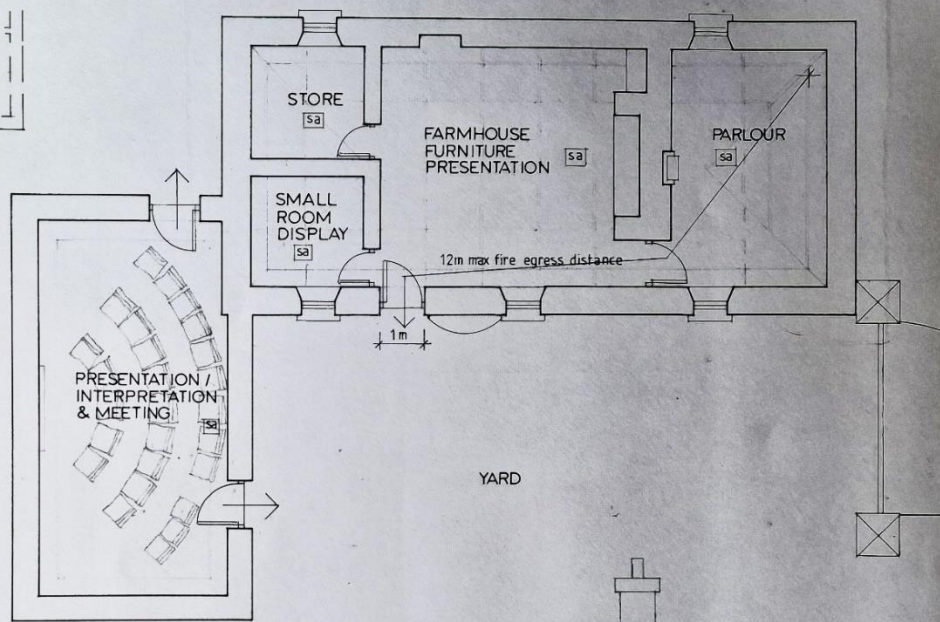 STORE
sa
FARMHOUSE
FURNITURE
PRESENTATION
sa
PARLOUR
sa
SMALL
ROOM
DISPLAY
sa
12m max fire egress distance
1m
PRESENTATION /
INTERPRETATION
& MEETING
sa
YARD